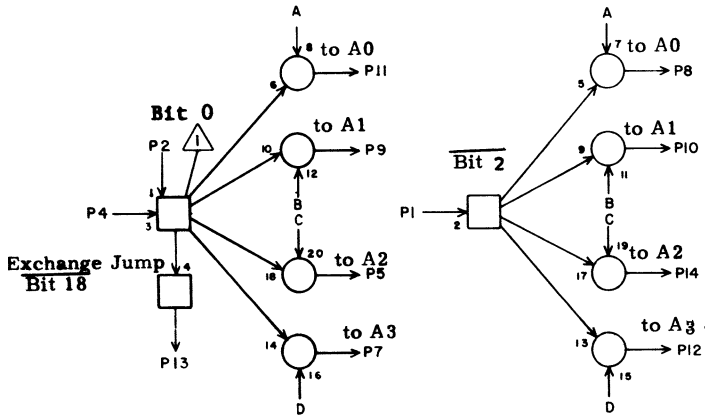 A
A
8 to A0
7 to A0
6
P11
5
P8
Bit 0
1
P2
to A1
to A1
Bit 2
10
P9
9
P10
12
11
1
B
B
P4
C
P1
C
3
2
20
19
Exchange Jump
4
to A2
to A2
Bit 18
18
P5
17
P14
to A3
to A3
14
P7
13
P12
P13
16
15
D
D